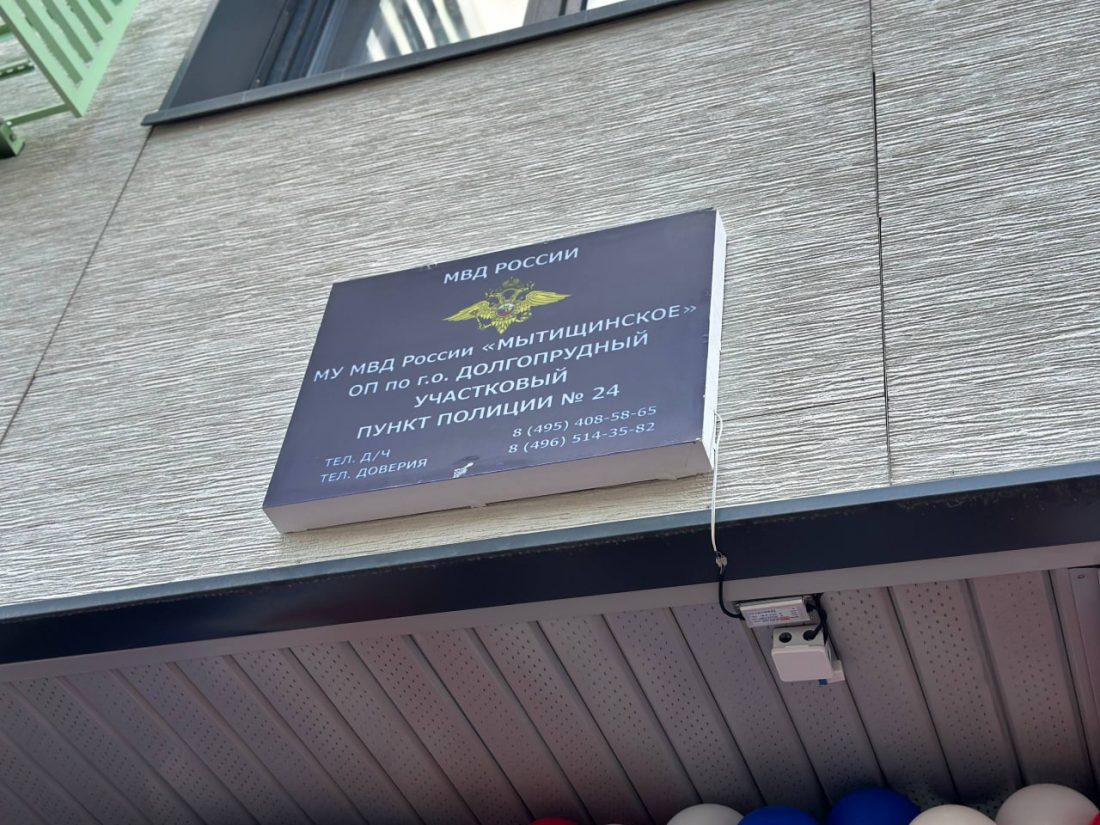 МВД РОССИИ
МУ МВД России «МЫТИЩИНСКОЕ»
ОП по г.о. ДОЛГОПРУДНЫЙ
УЧАСТКОВЫЙ
ПУНКТ ПОЛИЦИИ № 24
ТЕЛ. Д/Ч 8 (495) 408-58-65
ТЕЛ. ДОВЕРИЯ 8 (496) 514-35-82